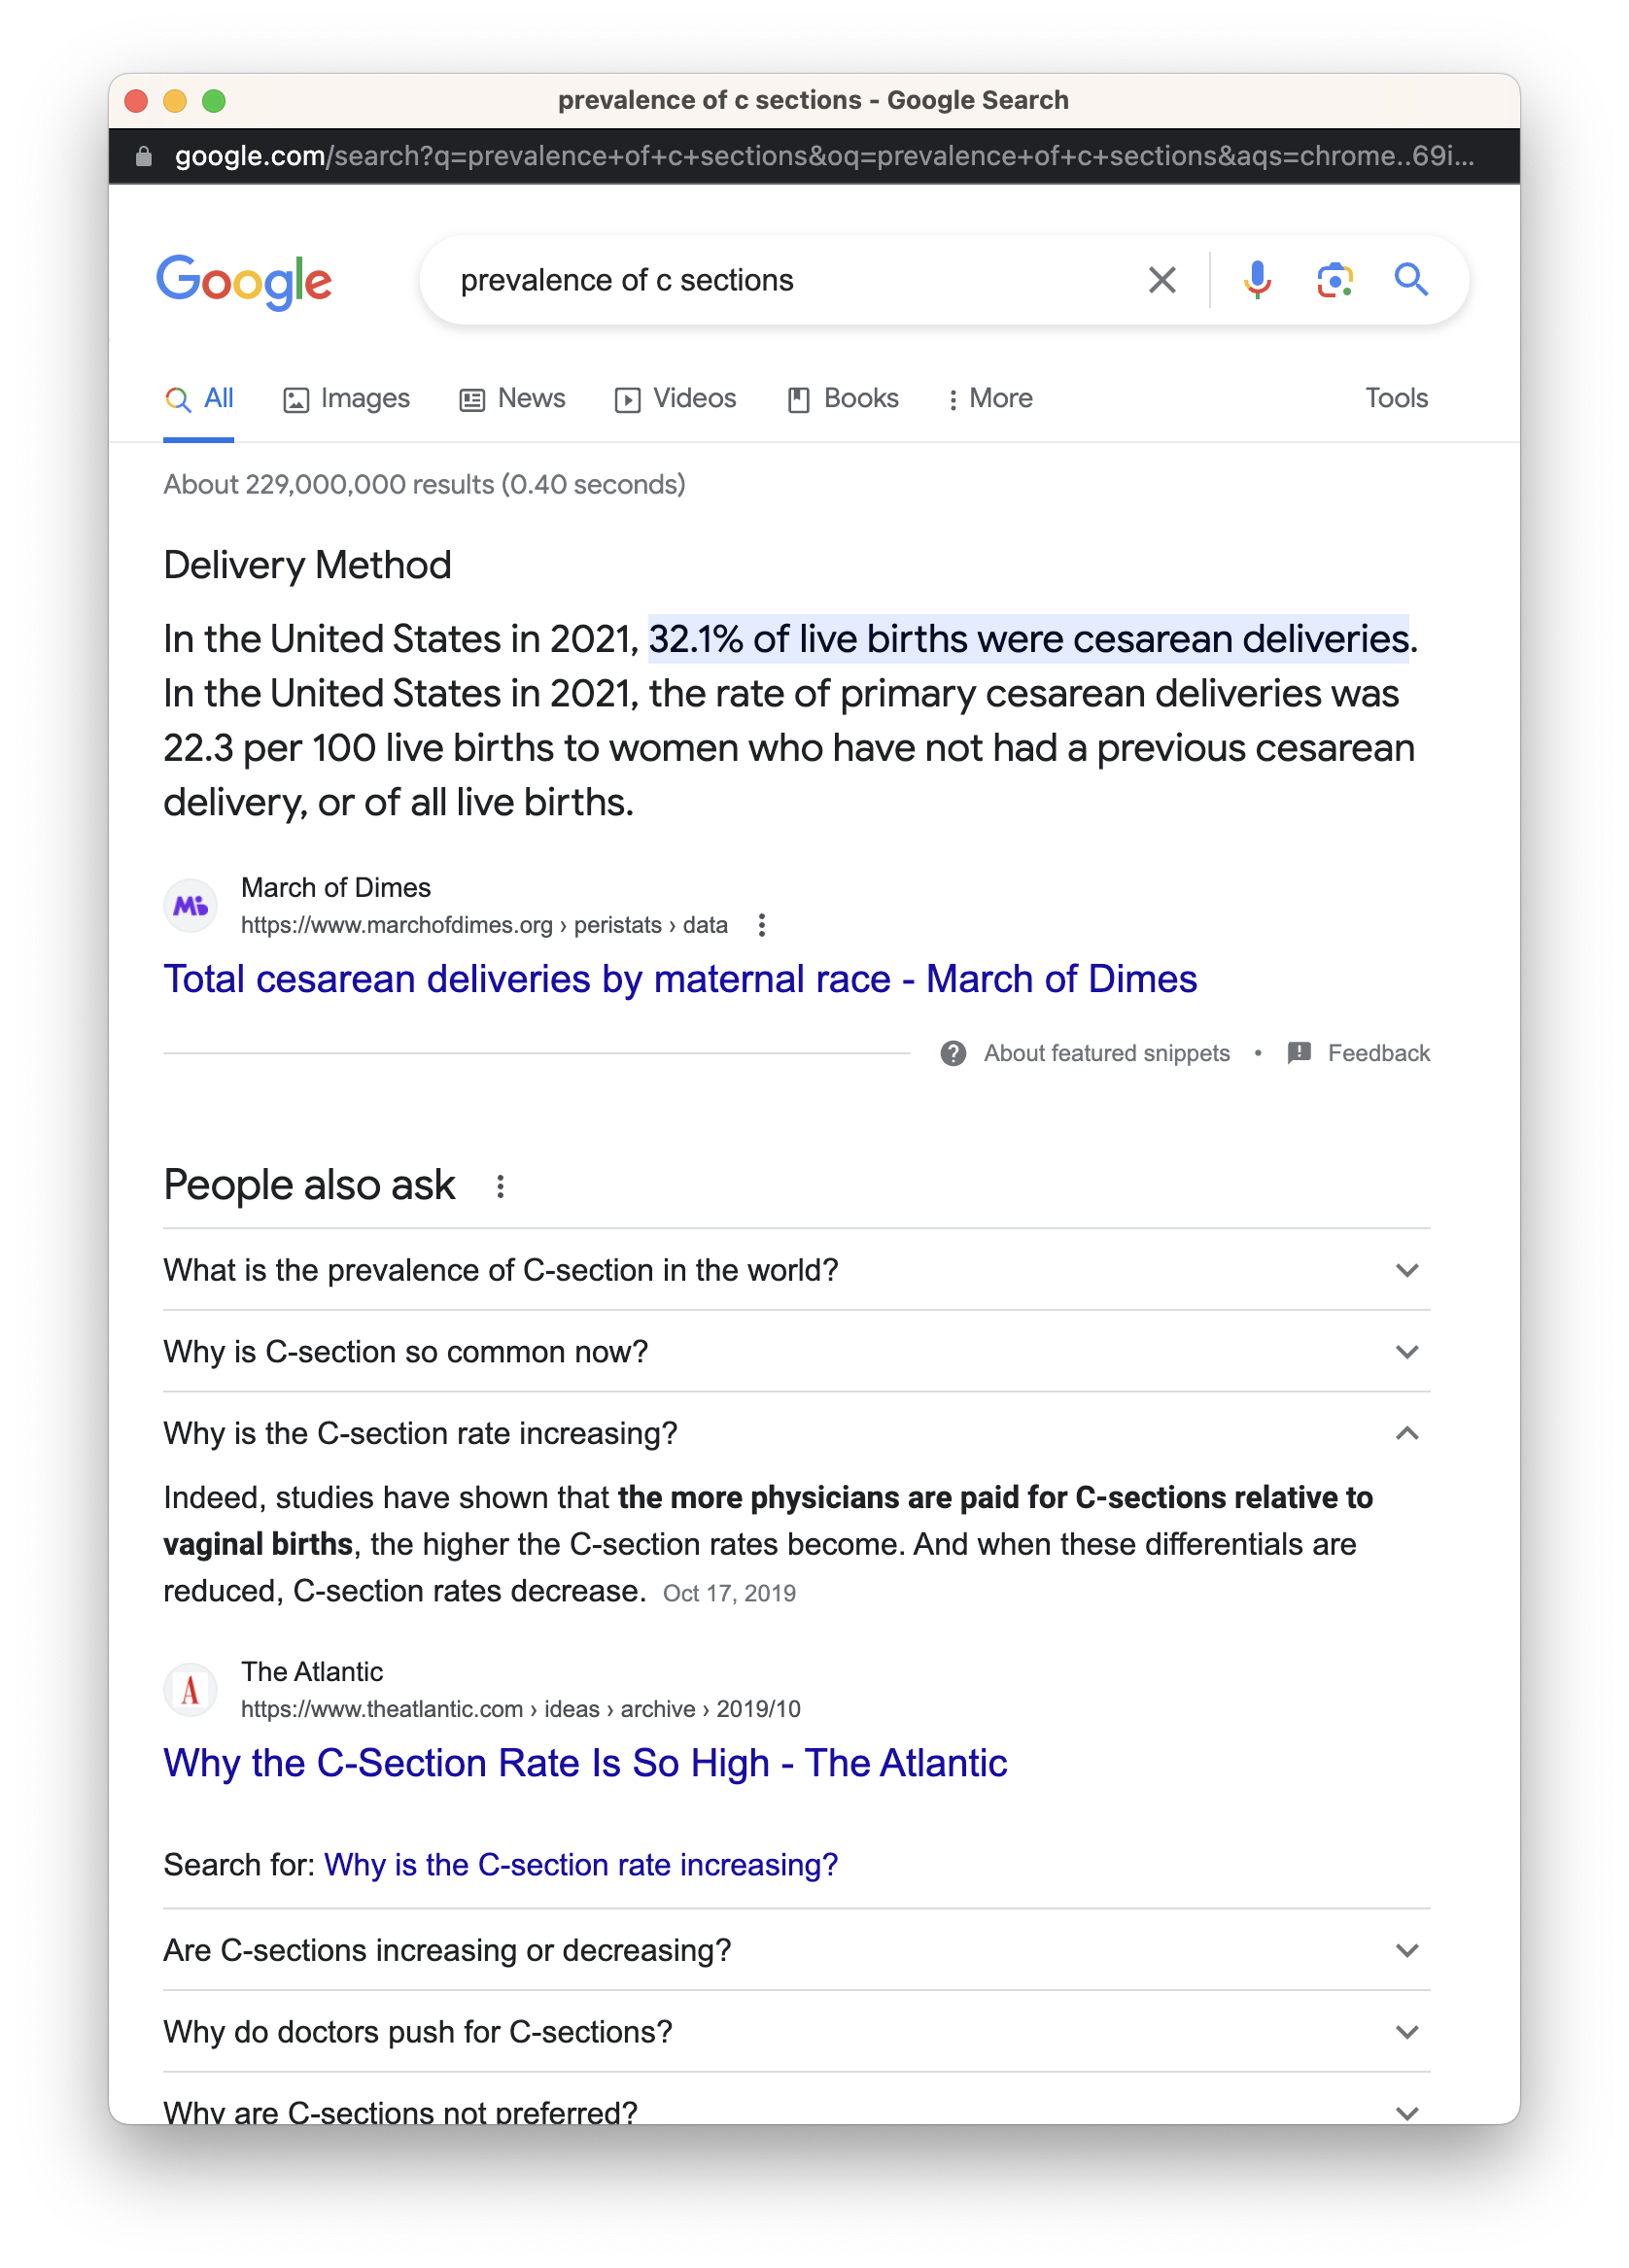 prevalence of c sections - Google Search
google.com/search?q=prevalence+of+c+sections&oq=prevalence+of+c+sections&aqs=chrome..69i...
Google
prevalence of c sections
All Images News Videos Books More Tools
About 229,000,000 results (0.40 seconds)
Delivery Method
In the United States in 2021, 32.1% of live births were cesarean deliveries.
In the United States in 2021, the rate of primary cesarean deliveries was
22.3 per 100 live births to women who have not had a previous cesarean
delivery, or of all live births.
March of Dimes
https://www.marchofdimes.org › peristats › data
Total cesarean deliveries by maternal race - March of Dimes
About featured snippets • Feedback
People also ask
What is the prevalence of C-section in the world?
Why is C-section so common now?
Why is the C-section rate increasing?
Indeed, studies have shown that the more physicians are paid for C-sections relative to
vaginal births, the higher the C-section rates become. And when these differentials are
reduced, C-section rates decrease. Oct 17, 2019
A
The Atlantic
https://www.theatlantic.com › ideas › archive › 2019/10
Why the C-Section Rate Is So High - The Atlantic
Search for: Why is the C-section rate increasing?
Are C-sections increasing or decreasing?
Why do doctors push for C-sections?
Why are C-sections not preferred?